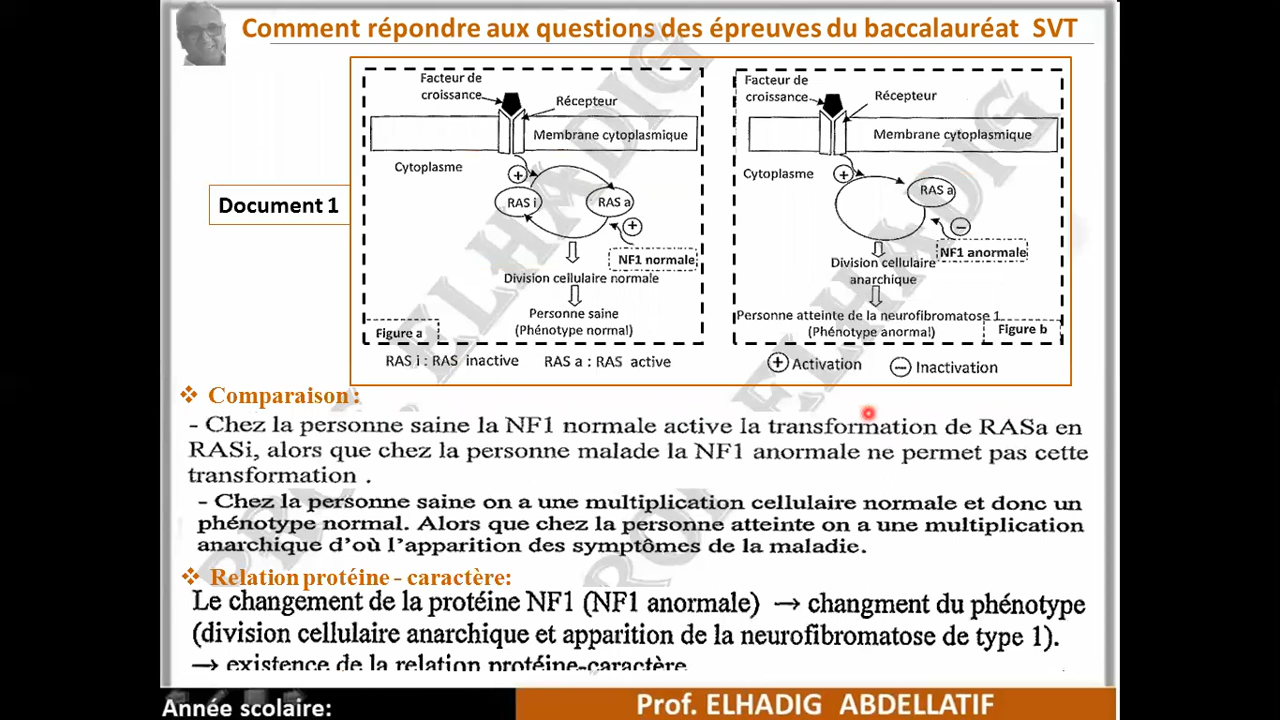 Comment répondre aux questions des épreuves du baccalauréat SVT
Document 1
Facteur de
croissance
Récepteur
Membrane cytoplasmique
Cytoplasme
+
RAS i
RAS a
+
NF1 normale
Division cellulaire normale
Personne saine
(Phénotype normal)
Figure a
Facteur de
croissance
Récepteur
Membrane cytoplasmique
Cytoplasme
+
RAS a
−
NF1 anormale
Division cellulaire
anarchique
Personne atteinte de la neurofibromatose 1
(Phénotype anormal)
Figure b
RAS i : RAS inactive RAS a : RAS active
+ Activation − Inactivation
❖ Comparaison :
- Chez la personne saine la NF1 normale active la transformation de RASa en
RASi, alors que chez la personne malade la NF1 anormale ne permet pas cette
transformation .
- Chez la personne saine on a une multiplication cellulaire normale et donc un
phénotype normal. Alors que chez la personne atteinte on a une multiplication
anarchique d'où l'apparition des symptômes de la maladie.
❖ Relation protéine - caractère:
Le changement de la protéine NF1 (NF1 anormale) → changment du phénotype
(division cellulaire anarchique et apparition de la neurofibromatose de type 1).
→ existence de la relation protéine-caractère
Année scolaire:
Prof. ELHADIG ABDELLATIF
PROF. ELHADIG
PROF. ELHADIG